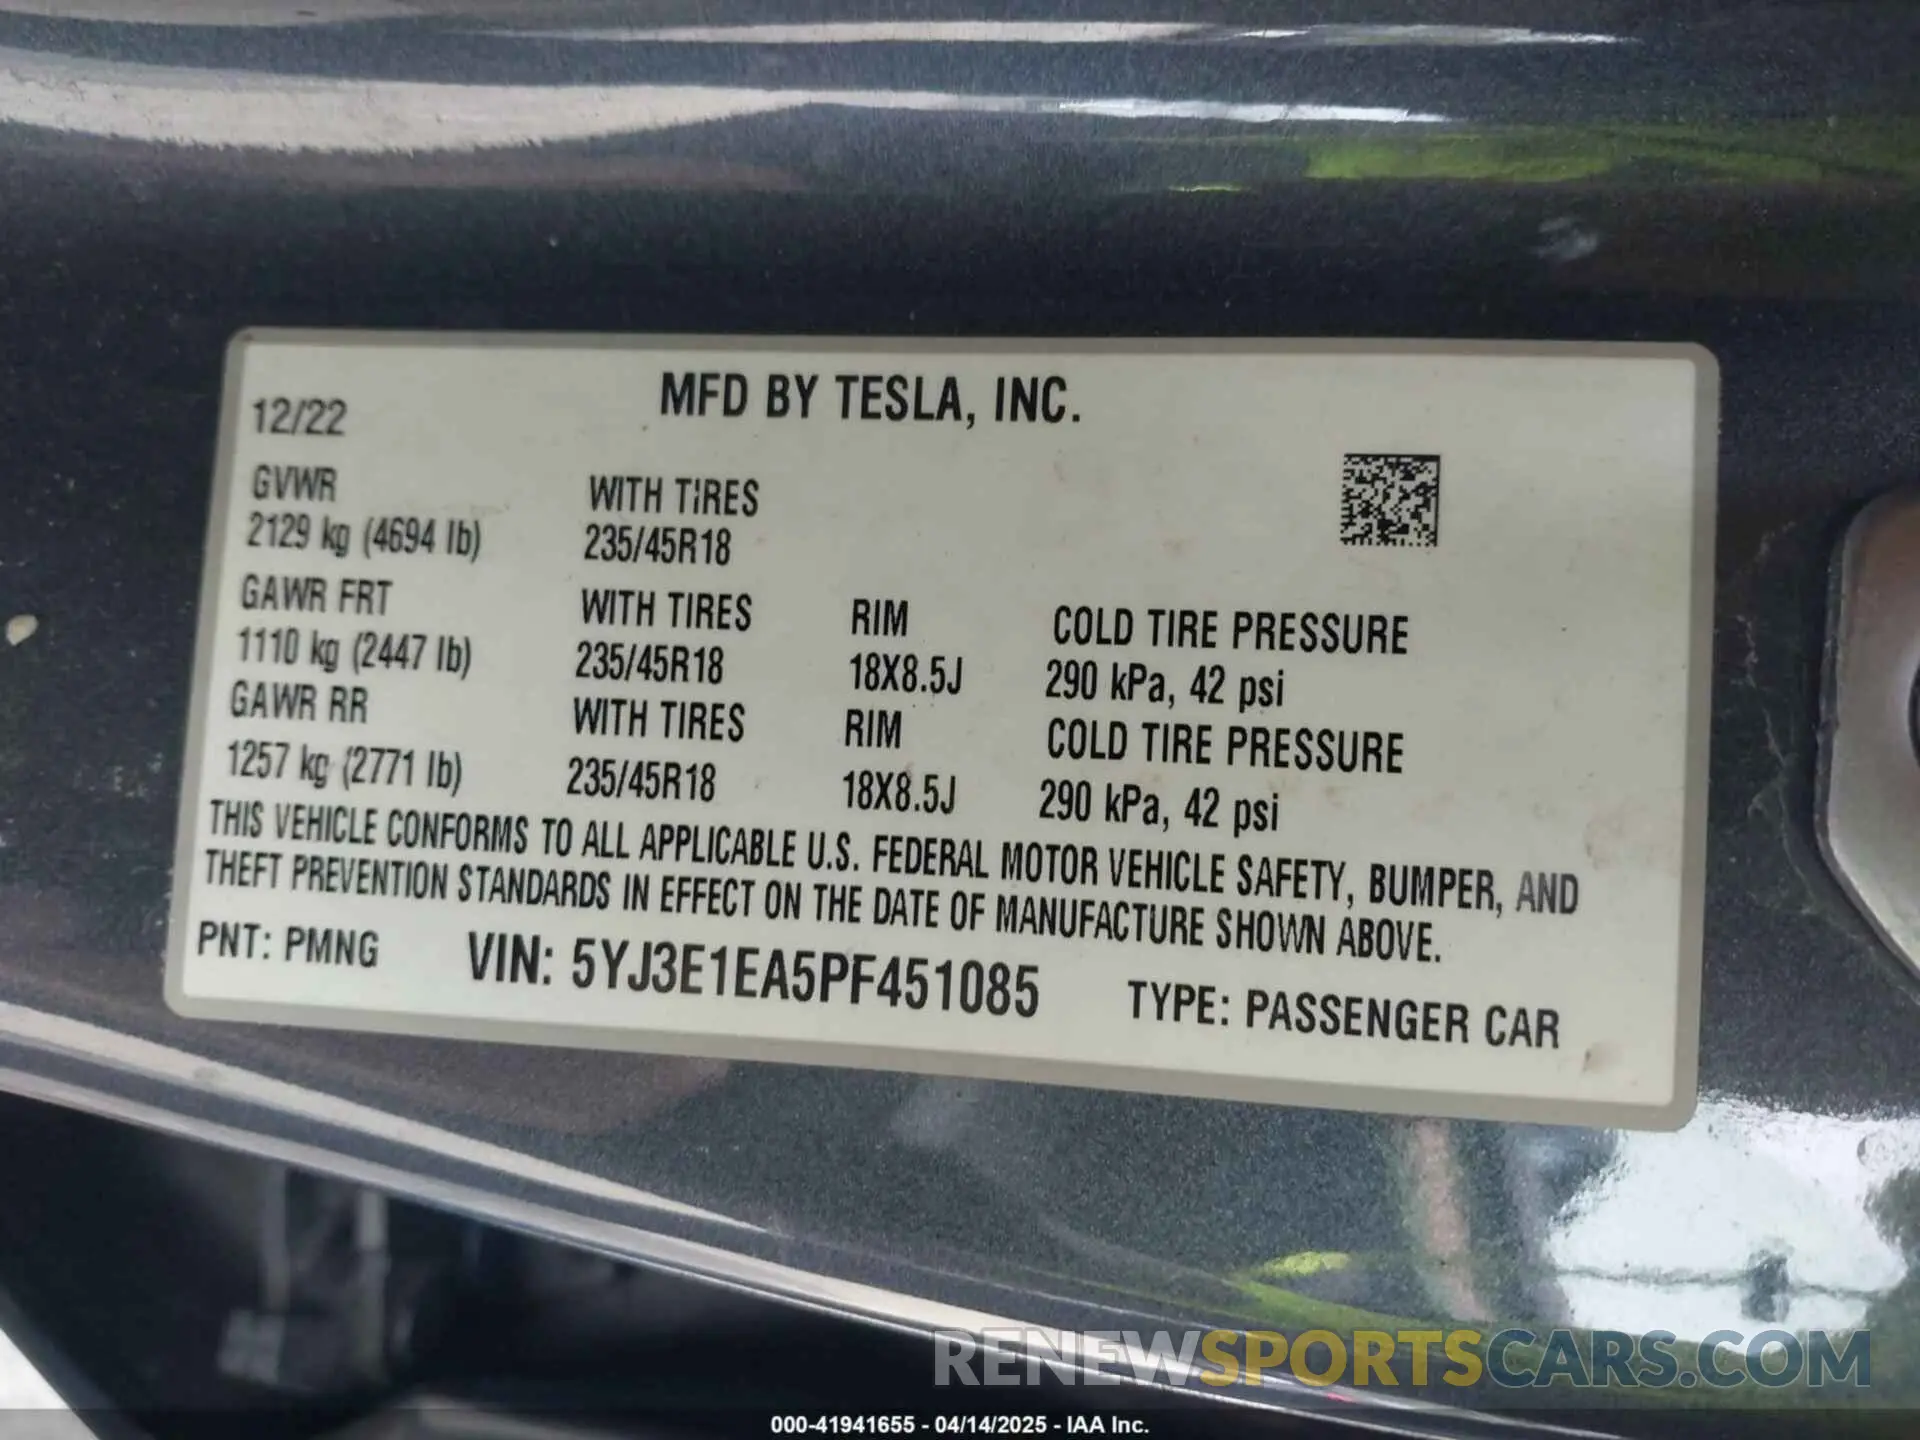 MFD BY TESLA, INC.
12/22
GVWR WITH TIRES
2129 kg (4694 lb) 235/45R18
GAWR FRT WITH TIRES RIM COLD TIRE PRESSURE
1110 kg (2447 lb) 235/45R18 18X8.5J 290 kPa, 42 psi
GAWR RR WITH TIRES RIM COLD TIRE PRESSURE
1257 kg (2771 lb) 235/45R18 18X8.5J 290 kPa, 42 psi
THIS VEHICLE CONFORMS TO ALL APPLICABLE U.S. FEDERAL MOTOR VEHICLE SAFETY, BUMPER, AND
THEFT PREVENTION STANDARDS IN EFFECT ON THE DATE OF MANUFACTURE SHOWN ABOVE.
PNT: PMNG VIN: 5YJ3E1EA5PF451085 TYPE: PASSENGER CAR
RENEWSPORTSCARS.COM
000-41941655 - 04/14/2025 - IAA Inc.